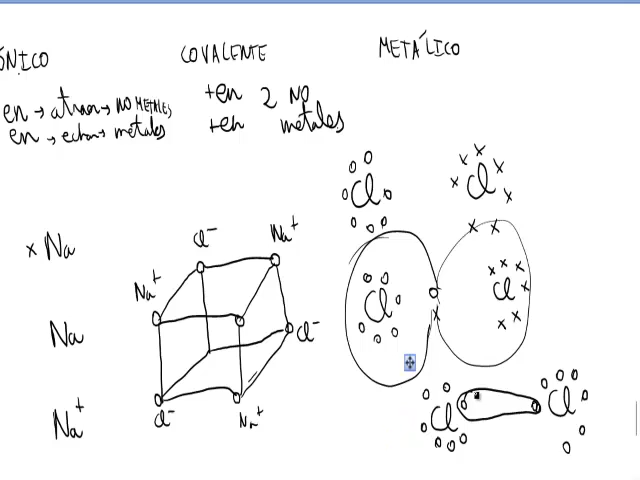 ÓNICO COVALENTE METÁLICO
en → atraen → NO METALES +en 2 NO
en → echan → metales +en metales
Cl Cl
x Na Cl⁻ Na⁺
Na⁺
Cl Cl
Na Cl⁻
Cl Cl
Na⁺ Cl⁻ Na⁺